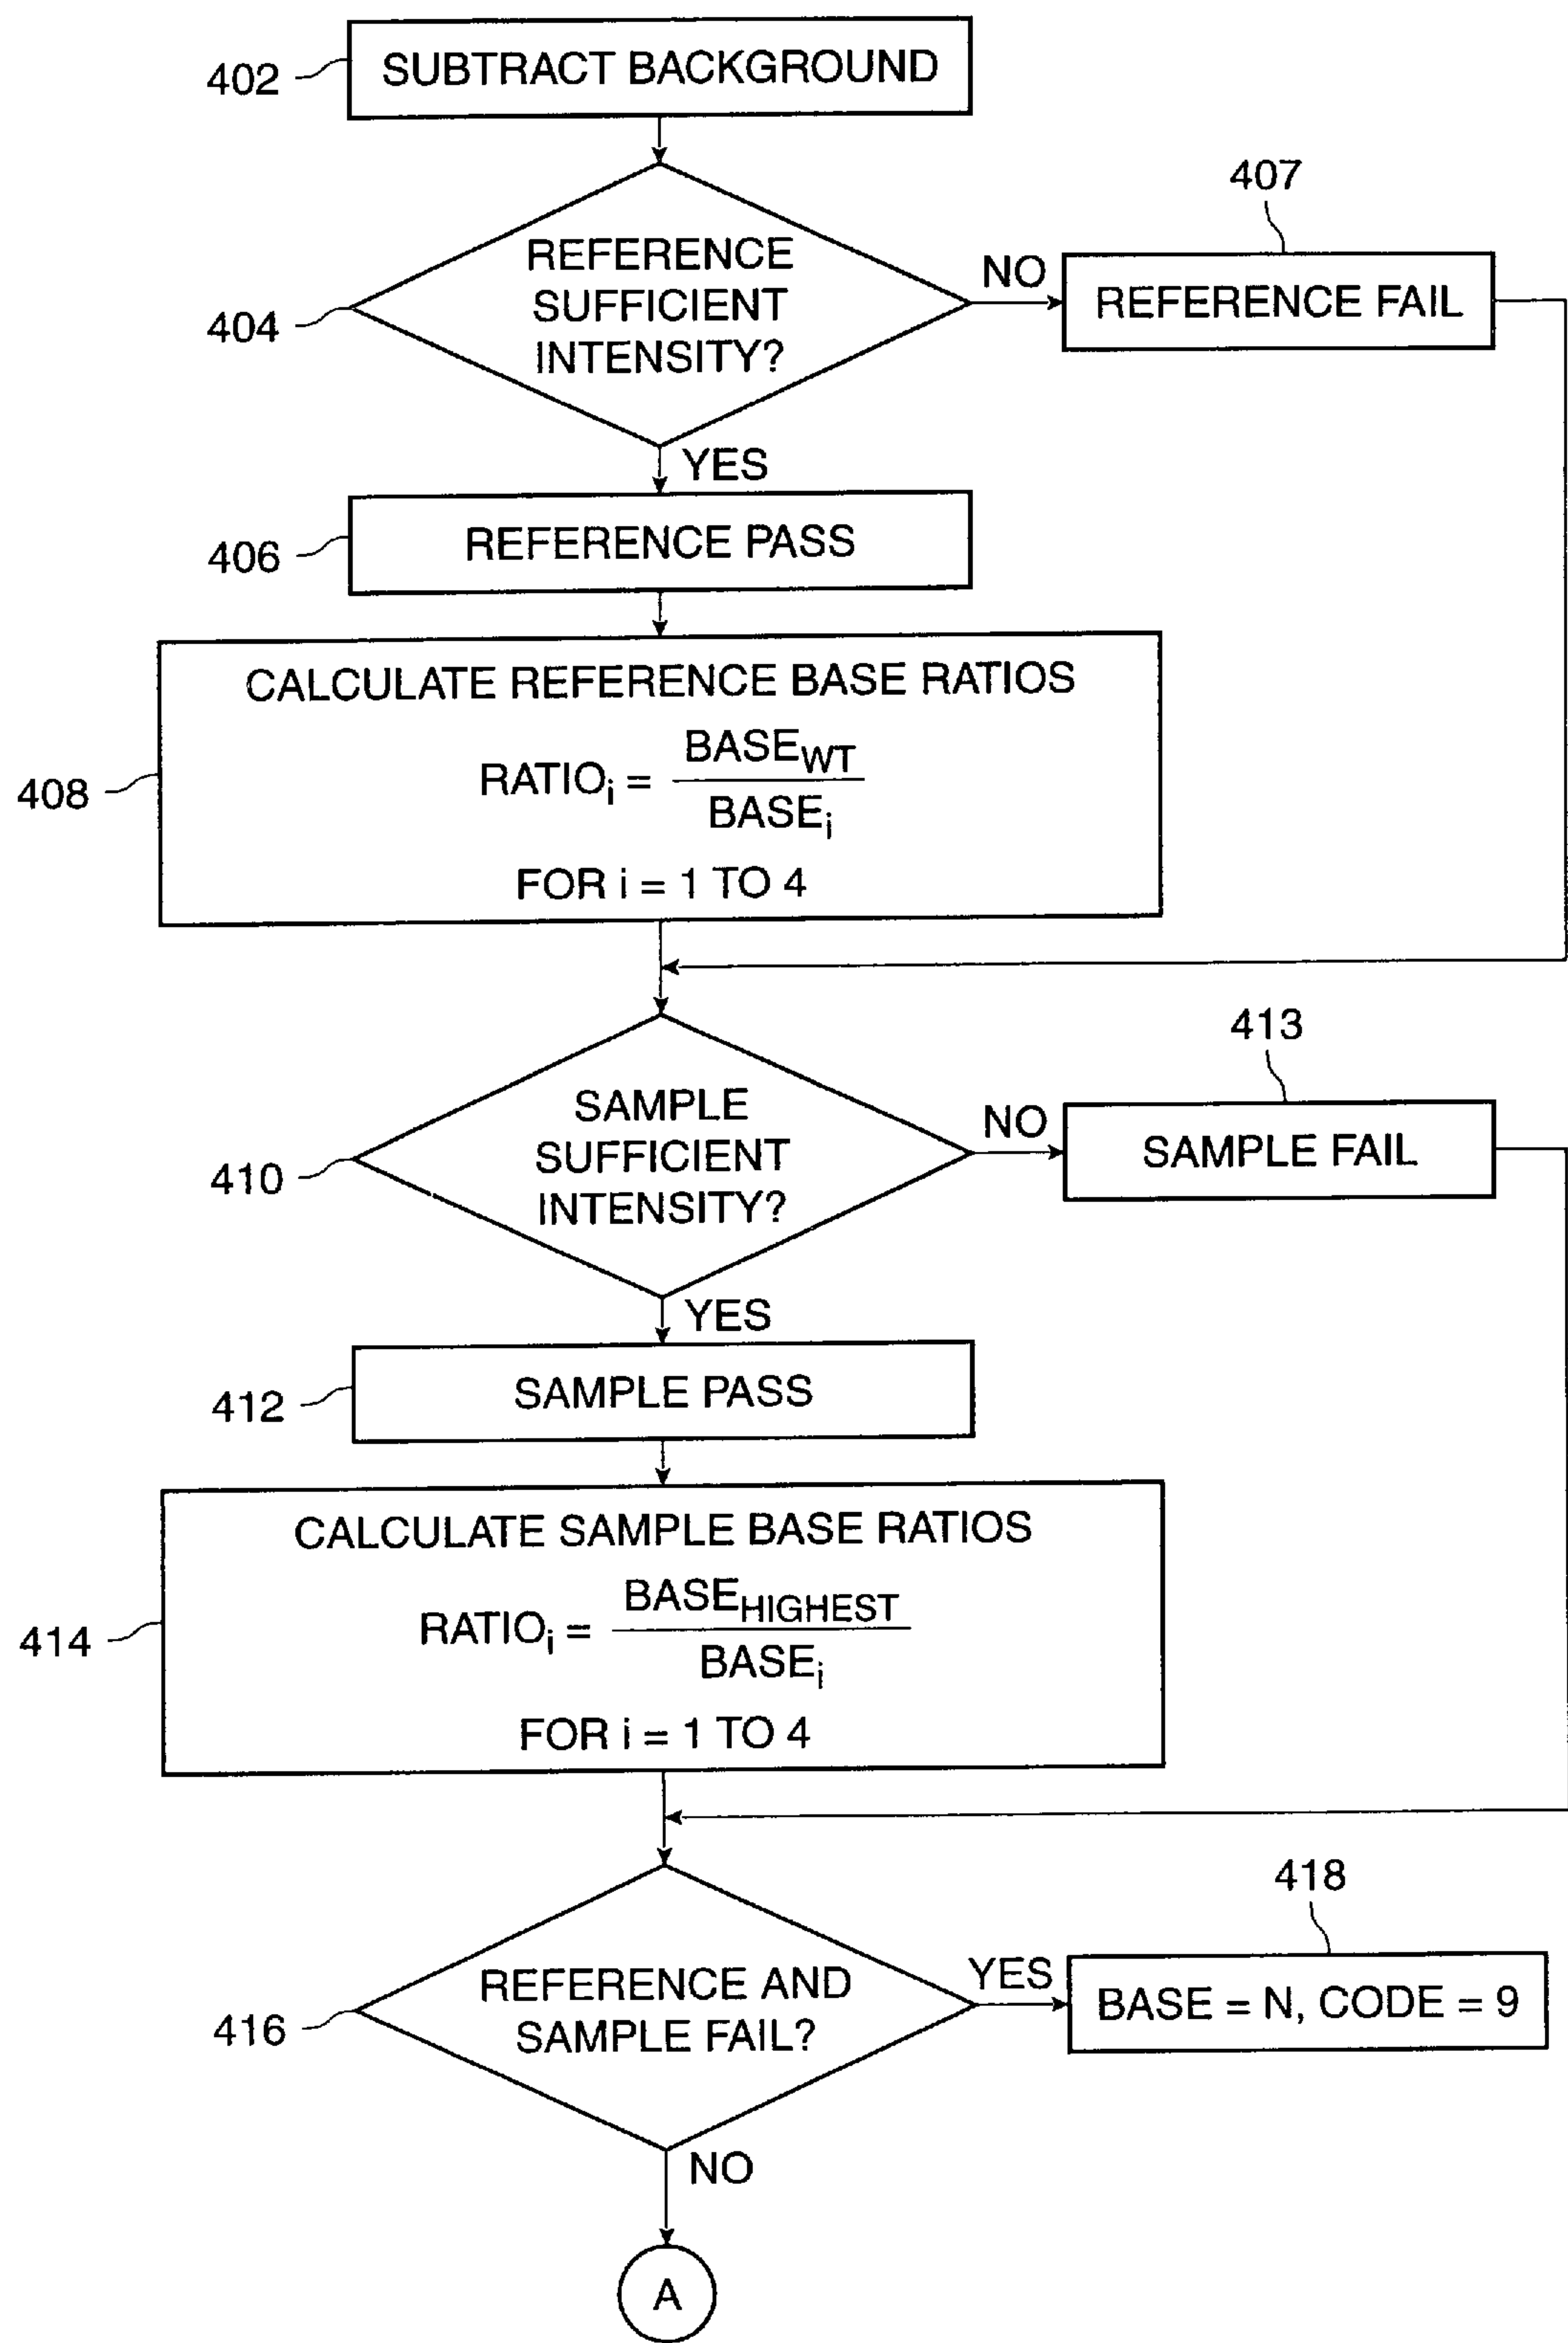 402
SUBTRACT BACKGROUND
407
404
REFERENCE
SUFFICIENT
INTENSITY?
NO
REFERENCE FAIL
YES
406
REFERENCE PASS
408
CALCULATE REFERENCE BASE RATIOS
RATIOi = BASEWT
BASEi
FOR i = 1 TO 4
413
410
SAMPLE
SUFFICIENT
INTENSITY?
NO
SAMPLE FAIL
YES
412
SAMPLE PASS
414
CALCULATE SAMPLE BASE RATIOS
RATIOi = BASEHIGHEST
BASEi
FOR i = 1 TO 4
418
416
REFERENCE AND
SAMPLE FAIL?
YES
BASE = N, CODE = 9
NO
A